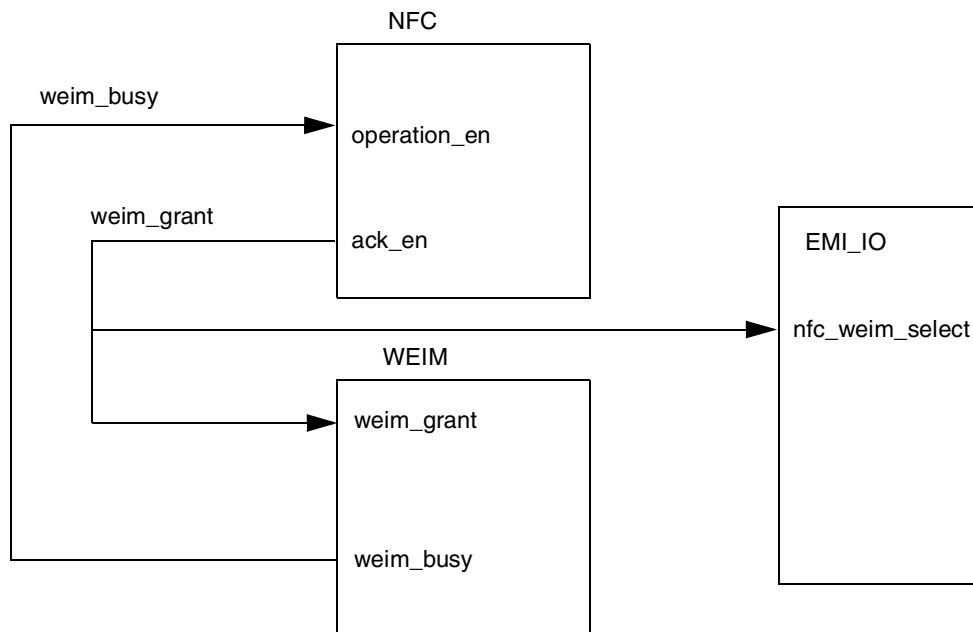 NFC
weim_busy
operation_en
weim_grant
ack_en
EMI_IO
nfc_weim_select
WEIM
weim_grant
weim_busy